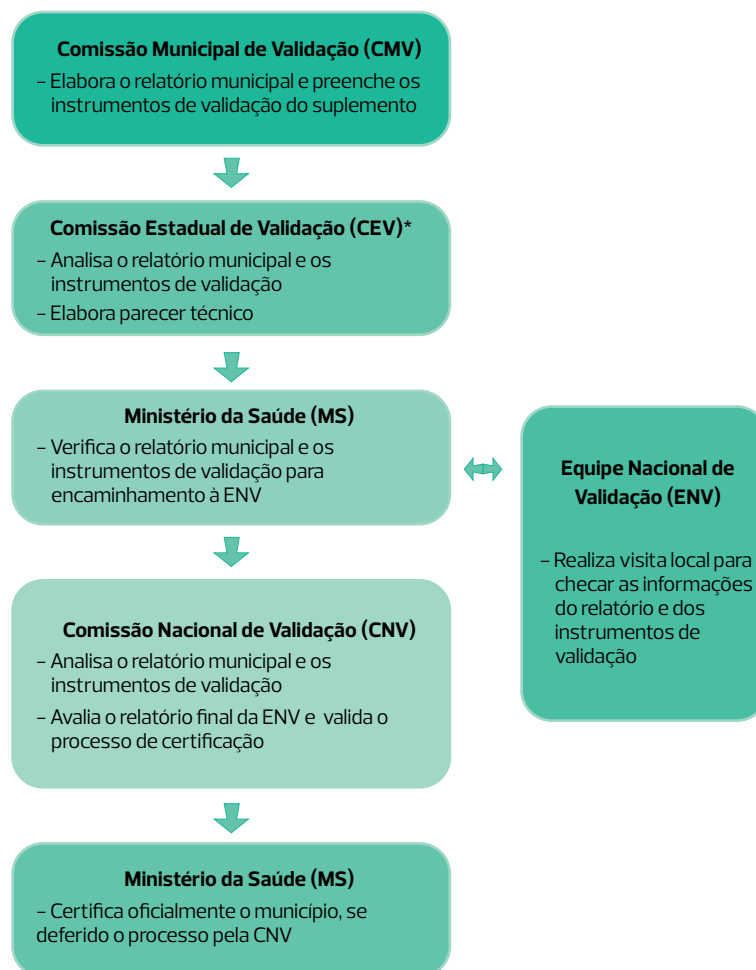 Comissão Municipal de Validação (CMV)
– Elabora o relatório municipal e preenche os
instrumentos de validação do suplemento
Comissão Estadual de Validação (CEV)*
– Analisa o relatório municipal e os
instrumentos de validação
– Elabora parecer técnico
Ministério da Saúde (MS)
– Verifica o relatório municipal e os
instrumentos de validação para
encaminhamento à ENV
Equipe Nacional de
Validação (ENV)
– Realiza visita local para
checar as informações
do relatório e dos
instrumentos de
validação
Comissão Nacional de Validação (CNV)
– Analisa o relatório municipal e os
instrumentos de validação
– Avalia o relatório final da ENV e valida o
processo de certificação
Ministério da Saúde (MS)
– Certifica oficialmente o município, se
deferido o processo pela CNV